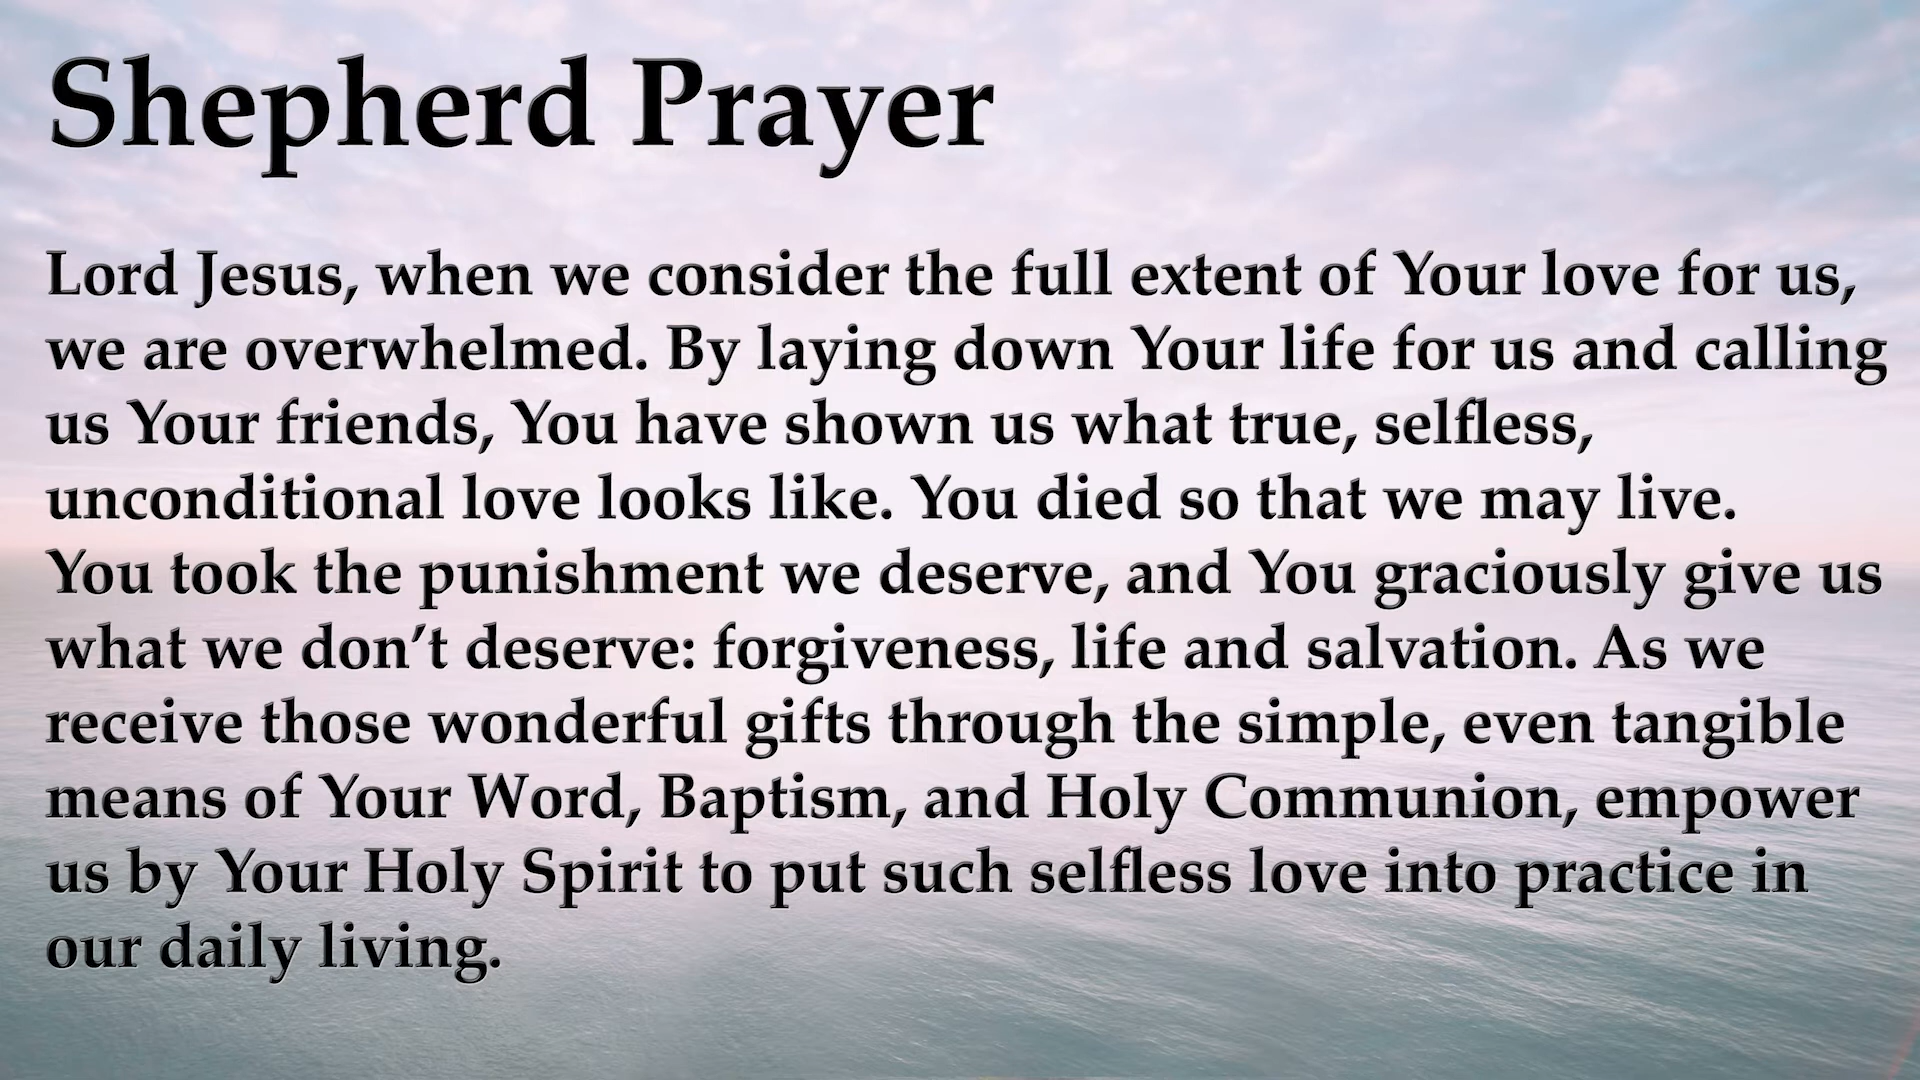 Shepherd Prayer
Lord Jesus, when we consider the full extent of Your love for us,
we are overwhelmed. By laying down Your life for us and calling
us Your friends, You have shown us what true, selfless,
unconditional love looks like. You died so that we may live.
You took the punishment we deserve, and You graciously give us
what we don’t deserve: forgiveness, life and salvation. As we
receive those wonderful gifts through the simple, even tangible
means of Your Word, Baptism, and Holy Communion, empower
us by Your Holy Spirit to put such selfless love into practice in
our daily living.